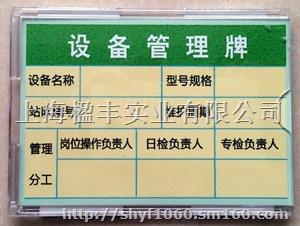 设备管理牌
设备名称 型号规格
上海楹丰实业有限公司
管理 岗位操作负责人 日检负责人 专检负责人
分工
http://shyf1060.sm160.com